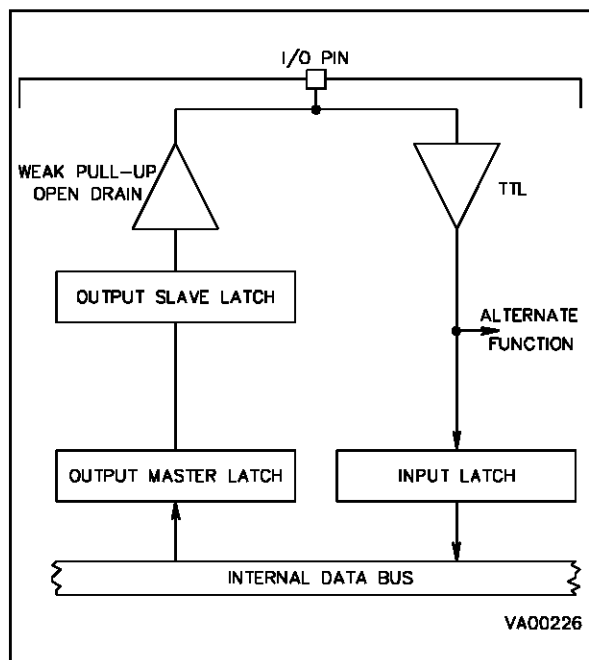 I/O PIN
WEAK PULL-UP
OPEN DRAIN
TTL
OUTPUT SLAVE LATCH
ALTERNATE
FUNCTION
OUTPUT MASTER LATCH
INPUT LATCH
INTERNAL DATA BUS
VA00226